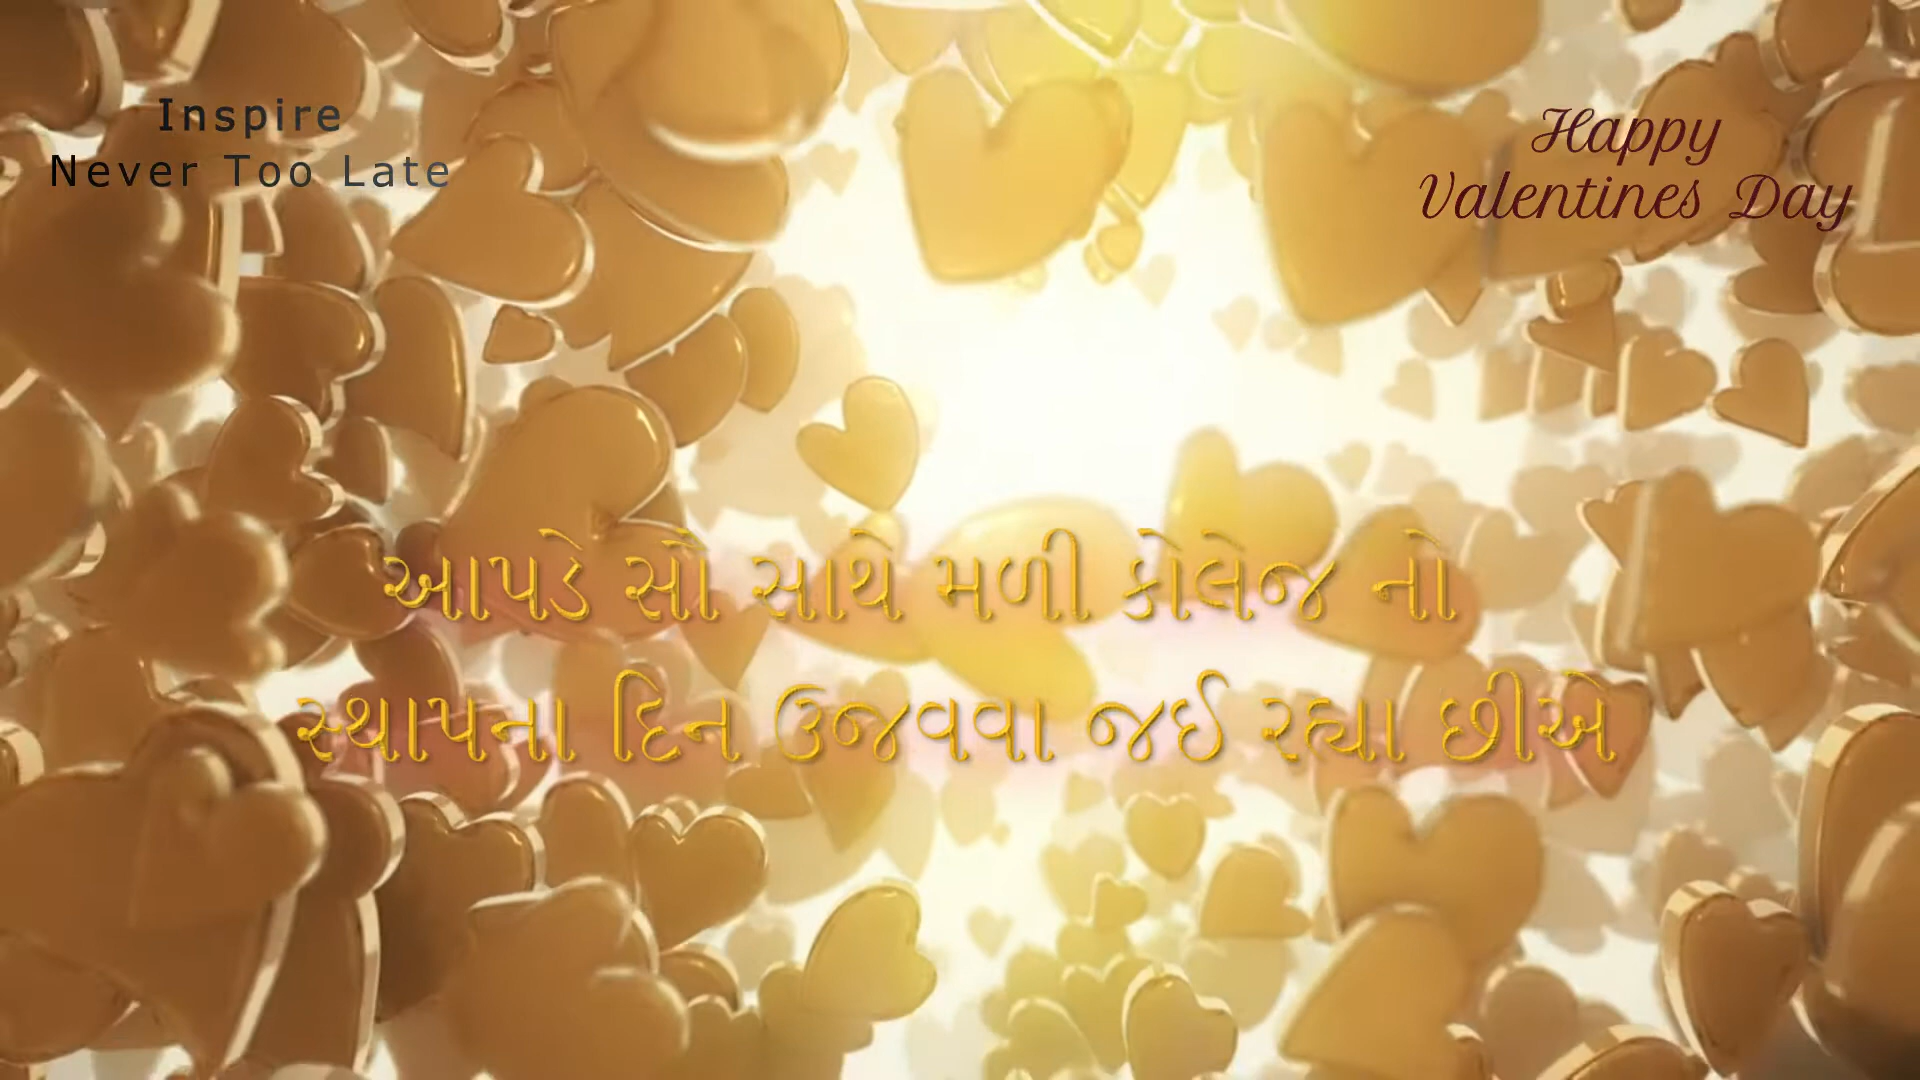 Inspire
Never Too Late
Happy
Valentines Day
આપડે સૌ સાથે મળી કોલેજ નો
સ્થાપના દિન ઉજવવા જઈ રહ્યા છીએ